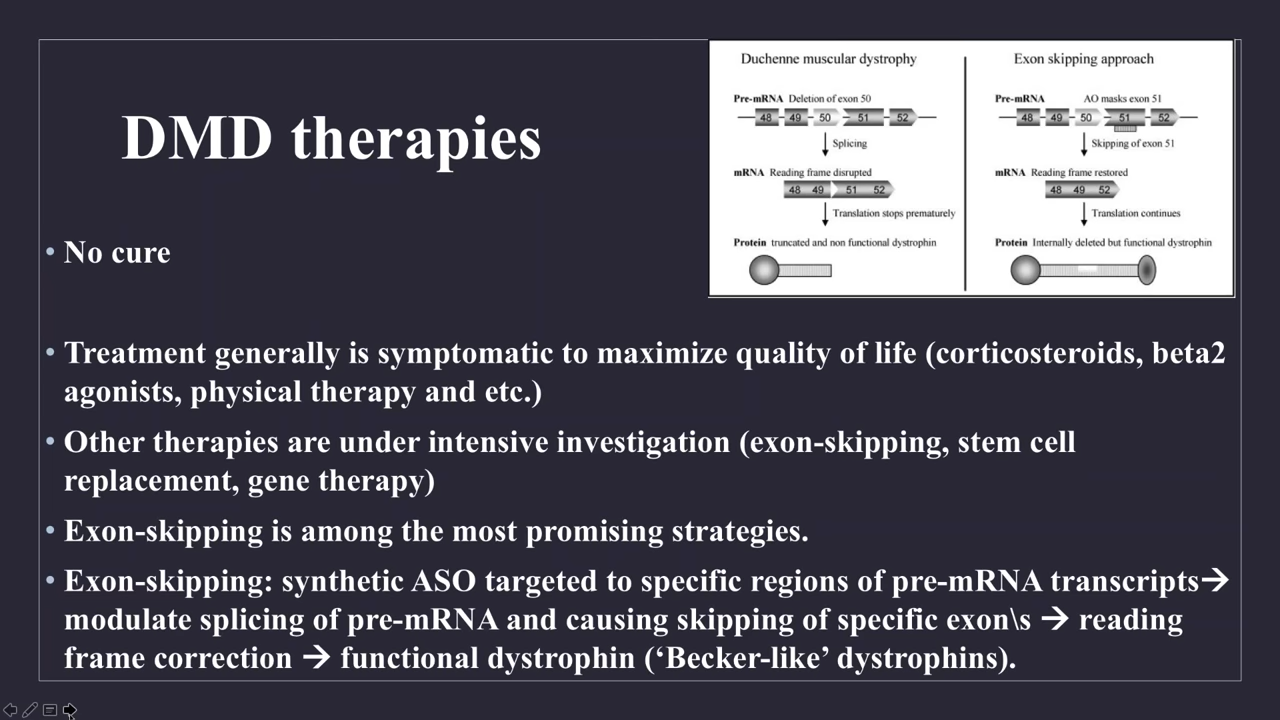 DMD therapies
Duchenne muscular dystrophy
Pre-mRNA Deletion of exon 50
48 49 50 51 52
Splicing
mRNA Reading frame disrupted
48 49 51 52
Translation stops prematurely
Protein truncated and non functional dystrophin
Exon skipping approach
Pre-mRNA AO masks exon 51
48 49 50 51 52
Skipping of exon 51
mRNA Reading frame restored
48 49 52
Translation continues
Protein Internally deleted but functional dystrophin
• No cure
• Treatment generally is symptomatic to maximize quality of life (corticosteroids, beta2
agonists, physical therapy and etc.)
• Other therapies are under intensive investigation (exon-skipping, stem cell
replacement, gene therapy)
• Exon-skipping is among the most promising strategies.
• Exon-skipping: synthetic ASO targeted to specific regions of pre-mRNA transcripts→
modulate splicing of pre-mRNA and causing skipping of specific exon\s → reading
frame correction → functional dystrophin (‘Becker-like’ dystrophins).